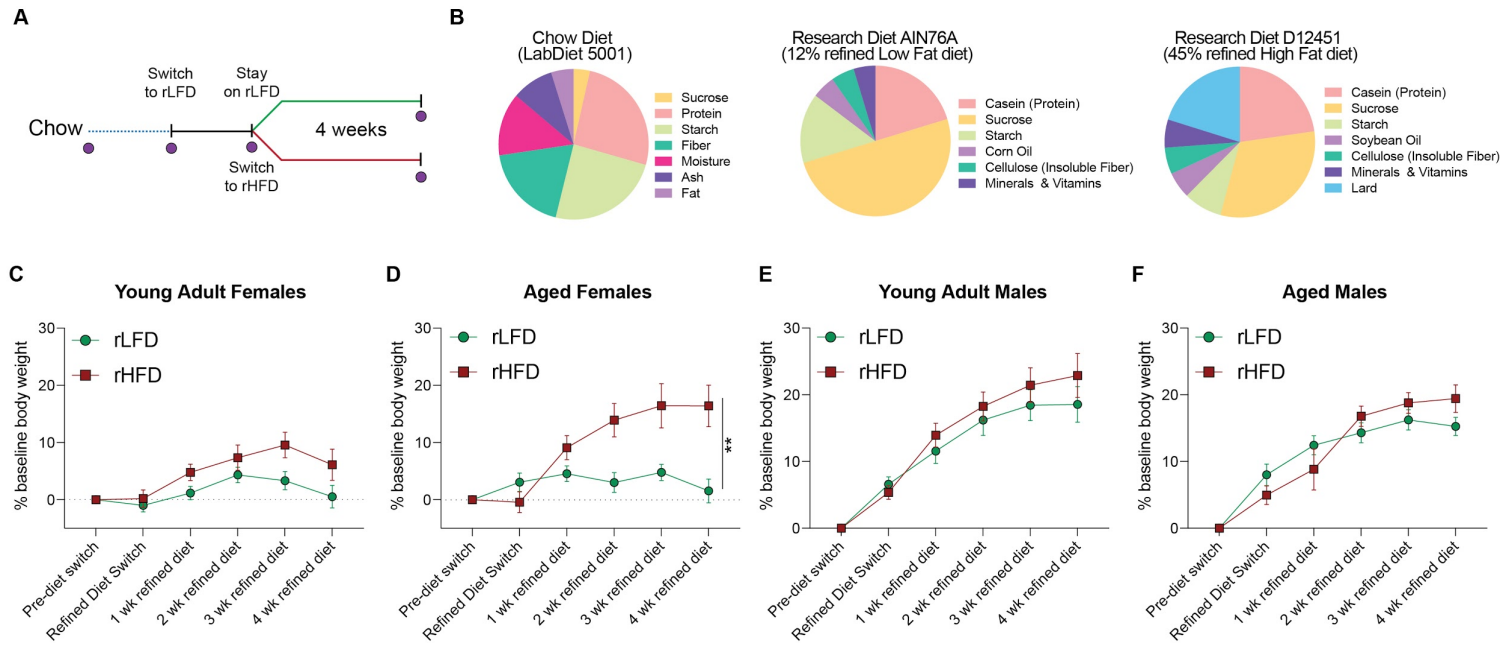 A
Switch
to rLFD
Stay
on rLFD
Chow
4 weeks
Switch
to rHFD
B
Chow Diet
(LabDiet 5001)
Sucrose
Protein
Starch
Fiber
Moisture
Ash
Fat
Research Diet AIN76A
(12% refined Low Fat diet)
Casein (Protein)
Sucrose
Starch
Corn Oil
Cellulose (Insoluble Fiber)
Minerals & Vitamins
Research Diet D12451
(45% refined High Fat diet)
Casein (Protein)
Sucrose
Starch
Soybean Oil
Cellulose (Insoluble Fiber)
Minerals & Vitamins
Lard
C
Young Adult Females
% baseline body weight
30
20
10
0
rLFD
rHFD
Pre-diet switch
Refined Diet Switch
1 wk refined diet
2 wk refined diet
3 wk refined diet
4 wk refined diet
D
Aged Females
% baseline body weight
30
20
10
0
rLFD
rHFD
**
Pre-diet switch
Refined Diet Switch
1 wk refined diet
2 wk refined diet
3 wk refined diet
4 wk refined diet
E
Young Adult Males
% baseline body weight
30
20
10
0
rLFD
rHFD
Pre-diet switch
Refined Diet Switch
1 wk refined diet
2 wk refined diet
3 wk refined diet
4 wk refined diet
F
Aged Males
% baseline body weight
30
20
10
0
rLFD
rHFD
Pre-diet switch
Refined Diet Switch
1 wk refined diet
2 wk refined diet
3 wk refined diet
4 wk refined diet